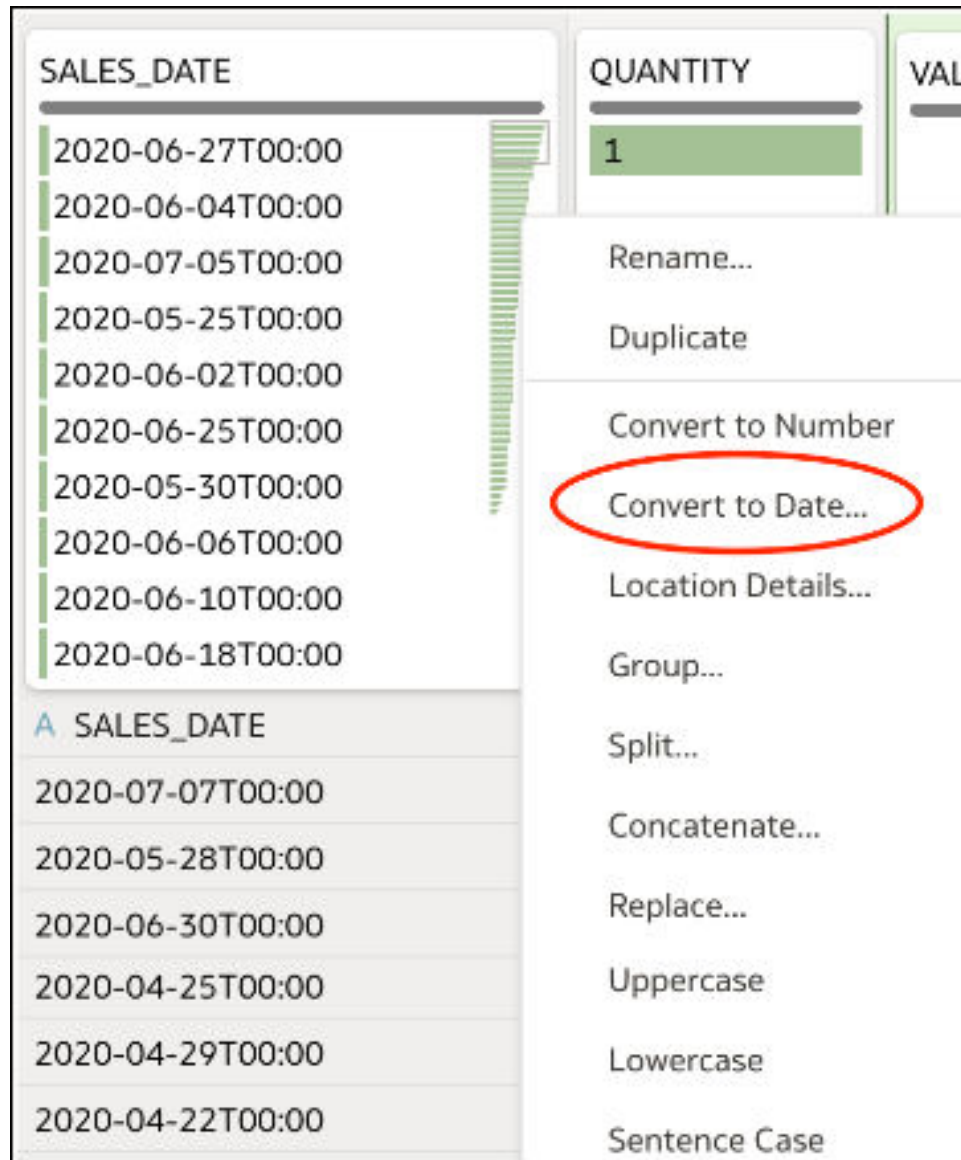 SALES_DATE
2020-06-27T00:00
2020-06-04T00:00
2020-07-05T00:00
2020-05-25T00:00
2020-06-02T00:00
2020-06-25T00:00
2020-05-30T00:00
2020-06-06T00:00
2020-06-10T00:00
2020-06-18T00:00
A SALES_DATE
2020-07-07T00:00
2020-05-28T00:00
2020-06-30T00:00
2020-04-25T00:00
2020-04-29T00:00
2020-04-22T00:00
QUANTITY
1
VAL
Rename...
Duplicate
Convert to Number
Convert to Date...
Location Details...
Group...
Split...
Concatenate...
Replace...
Uppercase
Lowercase
Sentence Case